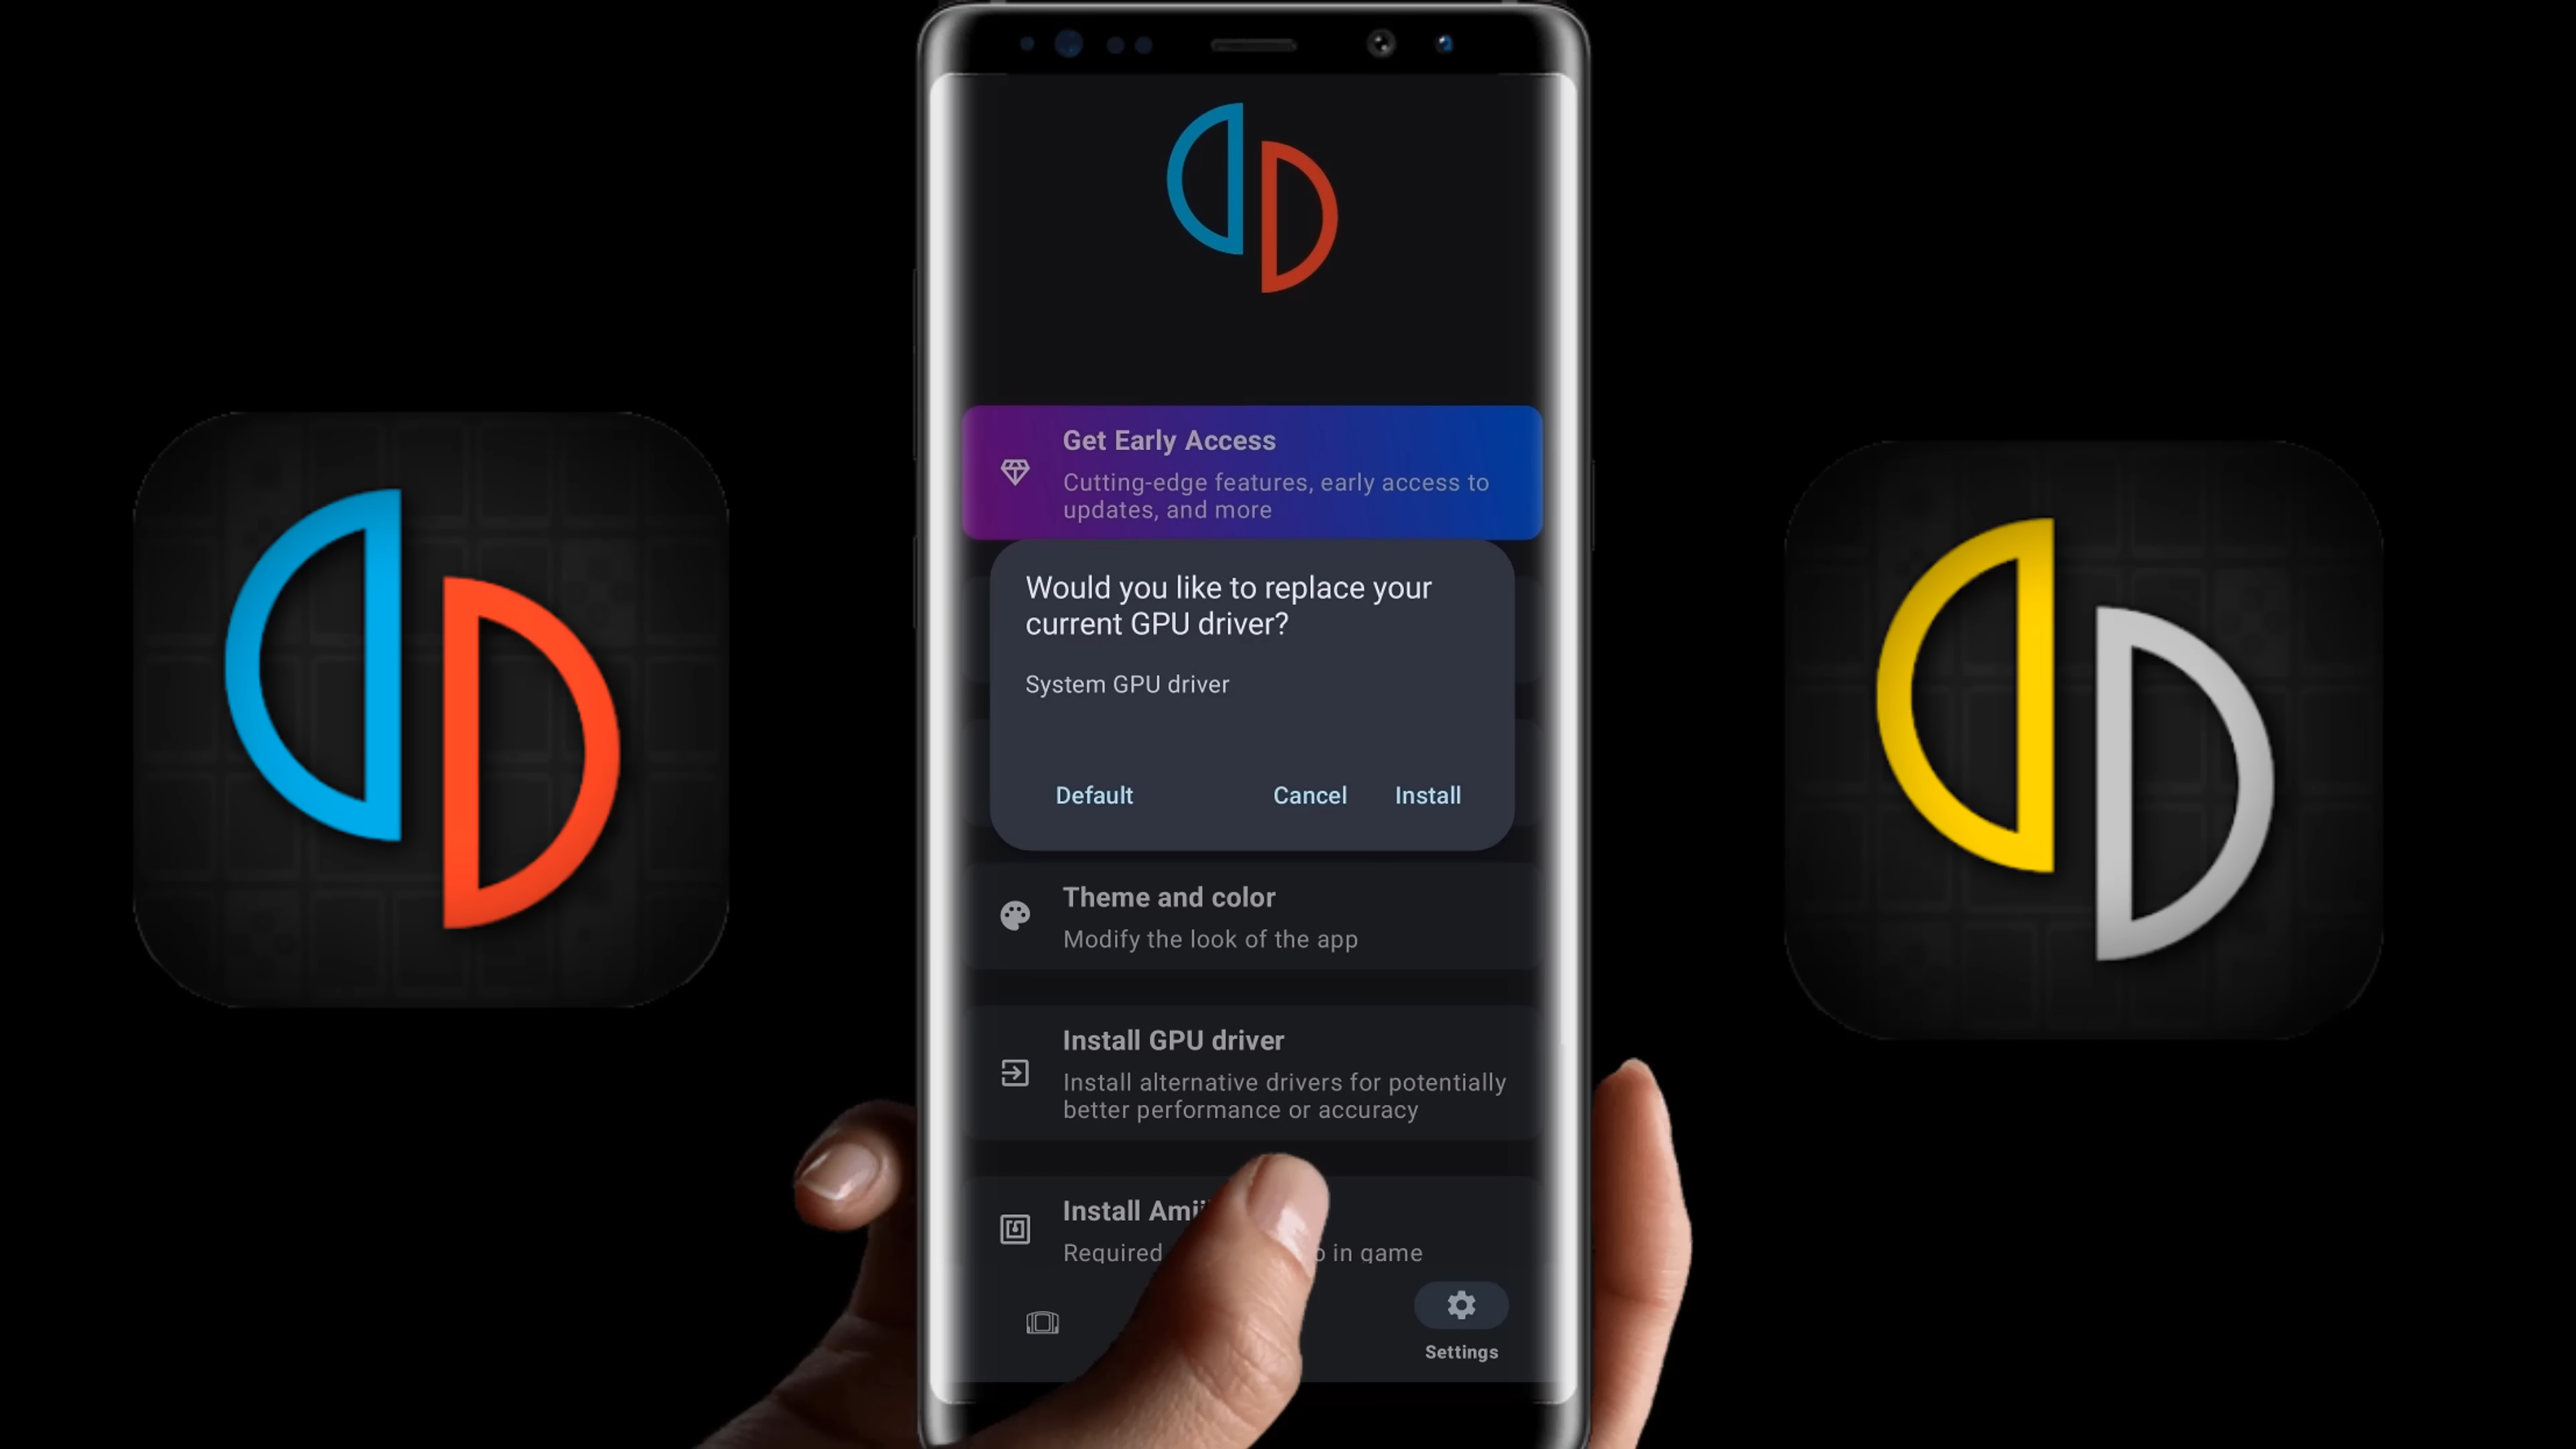 Get Early Access
Cutting-edge features, early access to
updates, and more
Would you like to replace your
current GPU driver?
System GPU driver
Default Cancel Install
Theme and color
Modify the look of the app
Install GPU driver
Install alternative drivers for potentially
better performance or accuracy
Install
Required in game
Settings